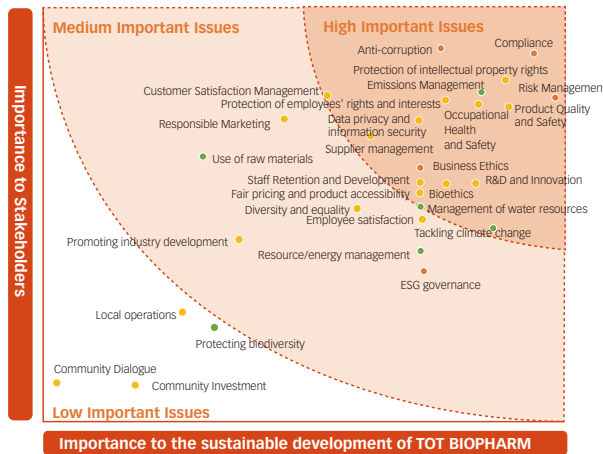 Medium Important Issues
High Important Issues
Anti-corruption
Compliance
Protection of intellectual property rights
Emissions Management
Risk Managemen
Customer Satisfaction Management
Protection of employees' rights and interests
Product Quality
and Safety
Occupational
Health
and Safety
Data privacy and
information security
Responsible Marketing
Supplier management
Use of raw materials
Business Ethics
Staff Retention and Development
R&D and Innovation
Fair pricing and product accessibility
Bioethics
Diversity and equality
Management of water resources
Employee satisfaction
Tackling climate change
Promoting industry development
Resource/energy management
ESG governance
Local operations
Protecting biodiversity
Community Dialogue
Community Investment
Low Important Issues
Importance to Stakeholders
Importance to the sustainable development of TOT BIOPHARM